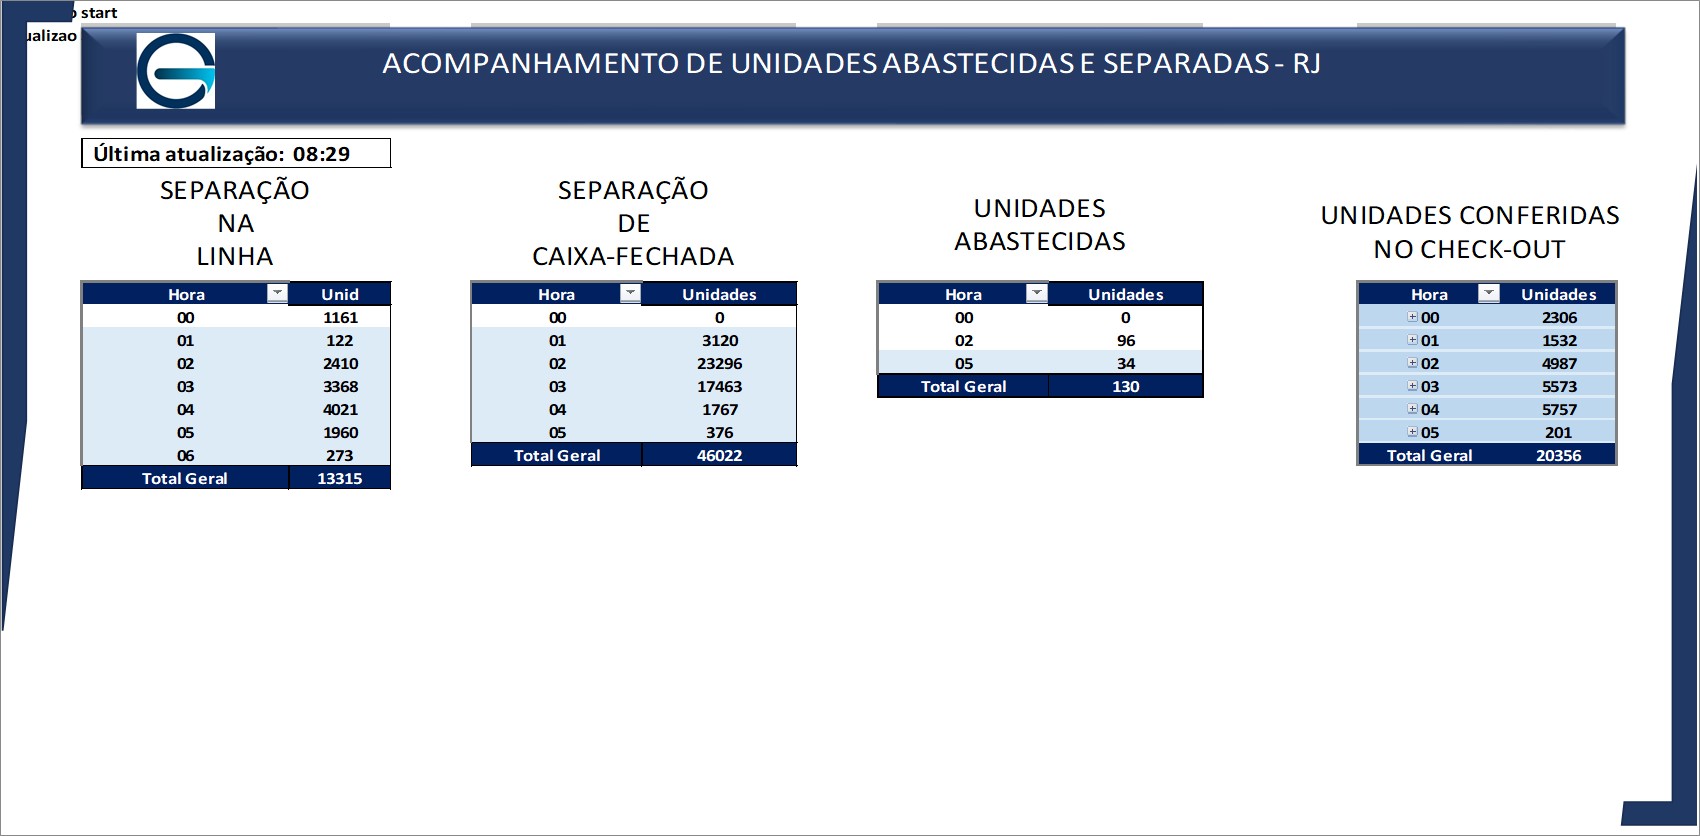 start
ACOMPANHAMENTO DE UNIDADES ABASTECIDAS E SEPARADAS - RJ
Última atualização: 08:29
SEPARAÇÃO
NA
LINHA
Hora Unid
00 1161
01 122
02 2410
03 3368
04 4021
05 1960
06 273
Total Geral 13315
SEPARAÇÃO
DE
CAIXA-FECHADA
Hora Unidades
00 0
01 3120
02 23296
03 17463
04 1767
05 376
Total Geral 46022
UNIDADES
ABASTECIDAS
Hora Unidades
00 0
02 96
05 34
Total Geral 130
UNIDADES CONFERIDAS
NO CHECK-OUT
Hora Unidades
00 2306
01 1532
02 4987
03 5573
04 5757
05 201
Total Geral 20356